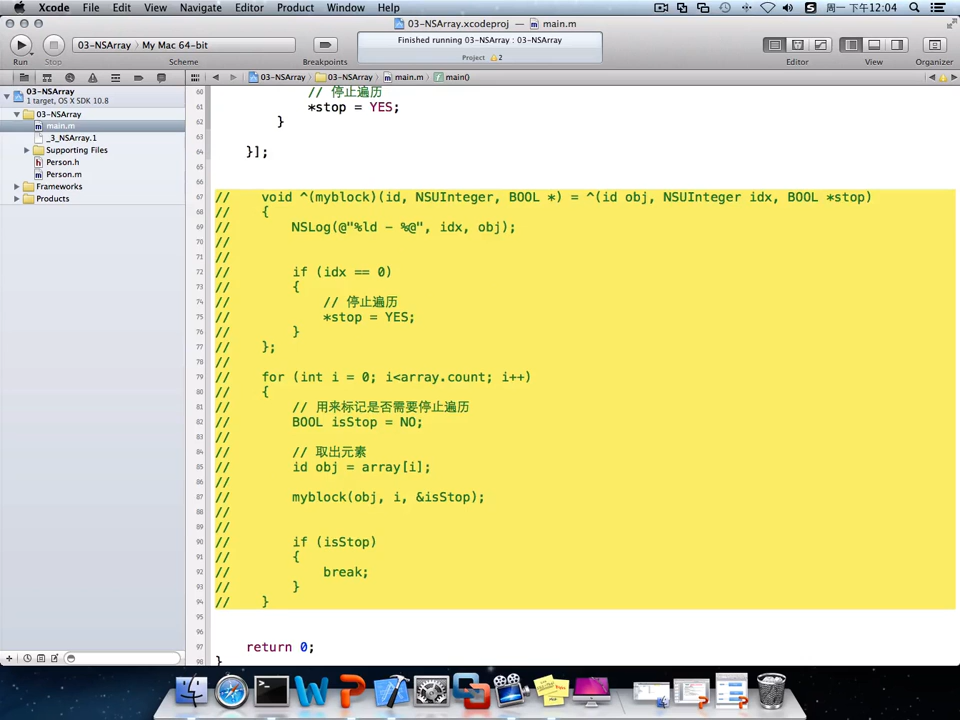 Xcode File Edit View Navigate Editor Product Window Help 周一下午12:04
03-NSArray.xcodeproj — main.m
Run Stop
03-NSArray › My Mac 64-bit
Scheme
Breakpoints
Finished running 03-NSArray : 03-NSArray
Project 2
Editor
View
Organizer
03-NSArray
1 target, OS X SDK 10.8
03-NSArray
main.m
_3_NSArray.1
Supporting Files
Person.h
Person.m
Frameworks
Products
03-NSArray › 03-NSArray › main.m › main()
60 // 停止遍历
61 *stop = YES;
62 }
63
64 }];
65
66
67 // void ^(myblock)(id, NSUInteger, BOOL *) = ^(id obj, NSUInteger idx, BOOL *stop)
68 // {
69 // NSLog(@"%ld - %@", idx, obj);
70 //
71 //
72 // if (idx == 0)
73 // {
74 // // 停止遍历
75 // *stop = YES;
76 // }
77 // };
78 //
79 // for (int i = 0; i<array.count; i++)
80 // {
81 // // 用来标记是否需要停止遍历
82 // BOOL isStop = NO;
83 //
84 // // 取出元素
85 // id obj = array[i];
86 //
87 // myblock(obj, i, &isStop);
88 //
89 //
90 // if (isStop)
91 // {
92 // break;
93 // }
94 // }
95
96
97 return 0;
98 }